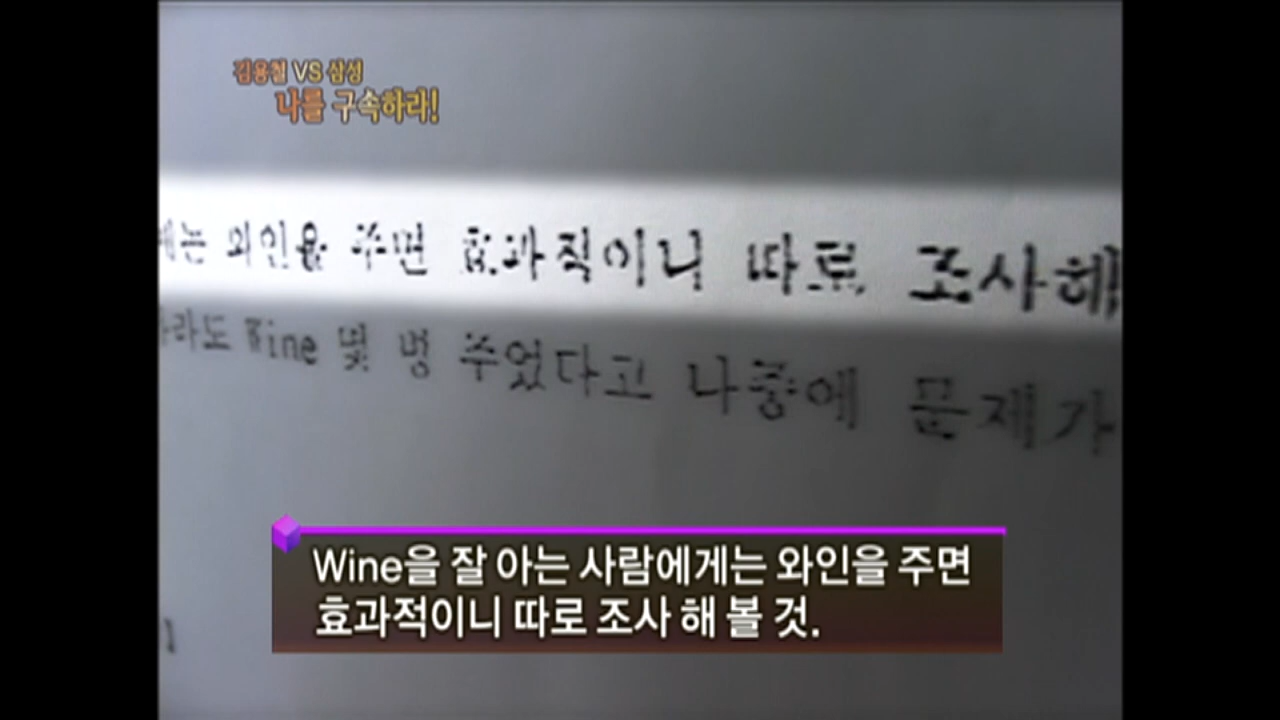 김용철 VS 삼성
나를 구속하라!
는 와인을 주면 효과적이니 따로 조사해
라도 Wine 몇 병 주었다고 나중에 문제가
Wine을 잘 아는 사람에게는 와인을 주면
효과적이니 따로 조사 해 볼 것.